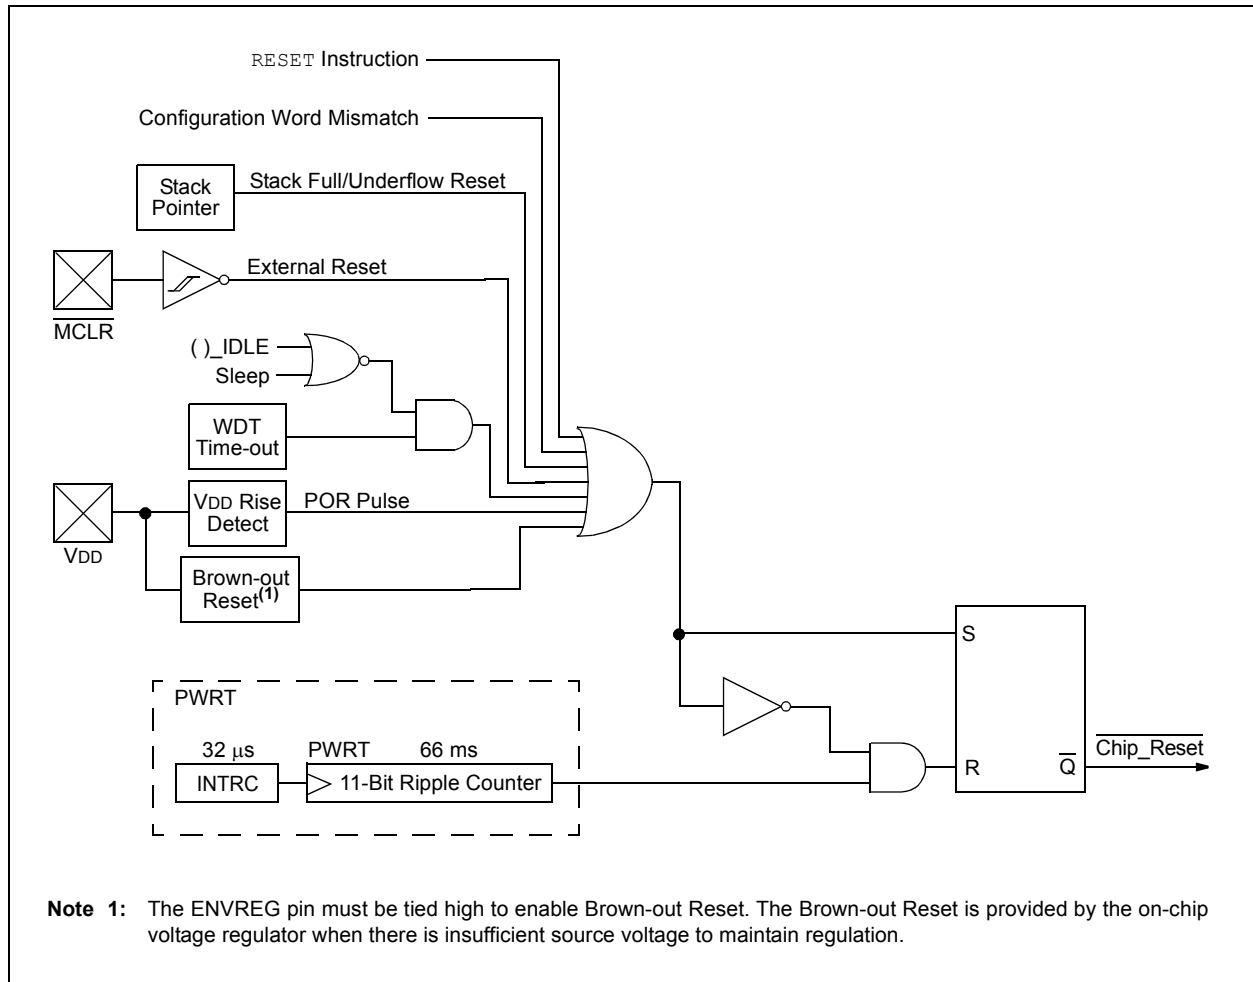 RESET Instruction
Configuration Word Mismatch
Stack
Pointer
Stack Full/Underflow Reset
External Reset
MCLR
( )_IDLE
Sleep
WDT
Time-out
VDD Rise
Detect
POR Pulse
VDD
Brown-out
Reset(1)
S
PWRT
32 μs
PWRT
66 ms
INTRC
11-Bit Ripple Counter
R
Q
Chip_Reset
Note 1: The ENVREG pin must be tied high to enable Brown-out Reset. The Brown-out Reset is provided by the on-chip
voltage regulator when there is insufficient source voltage to maintain regulation.